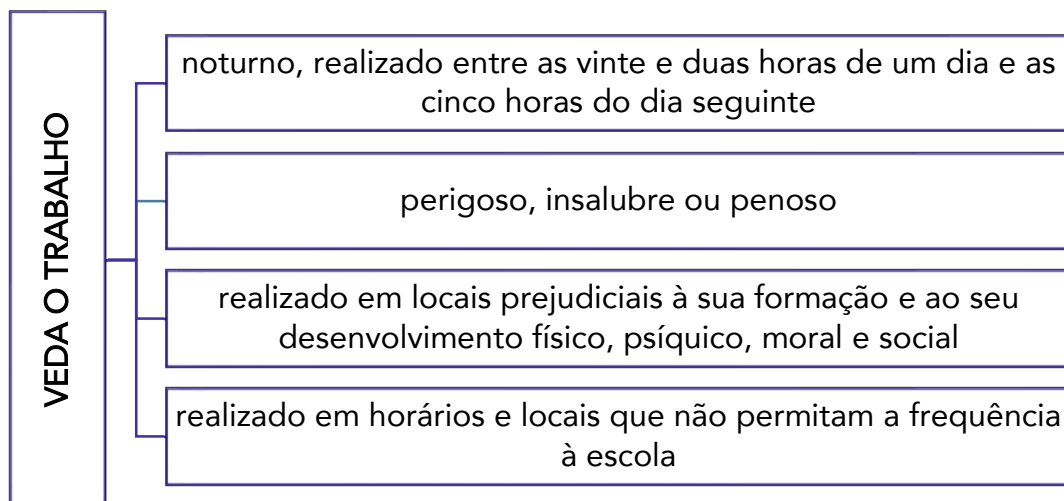 VEDA O TRABALHO
noturno, realizado entre as vinte e duas horas de um dia e as
cinco horas do dia seguinte
perigoso, insalubre ou penoso
realizado em locais prejudiciais à sua formação e ao seu
desenvolvimento físico, psíquico, moral e social
realizado em horários e locais que não permitam a frequência
à escola